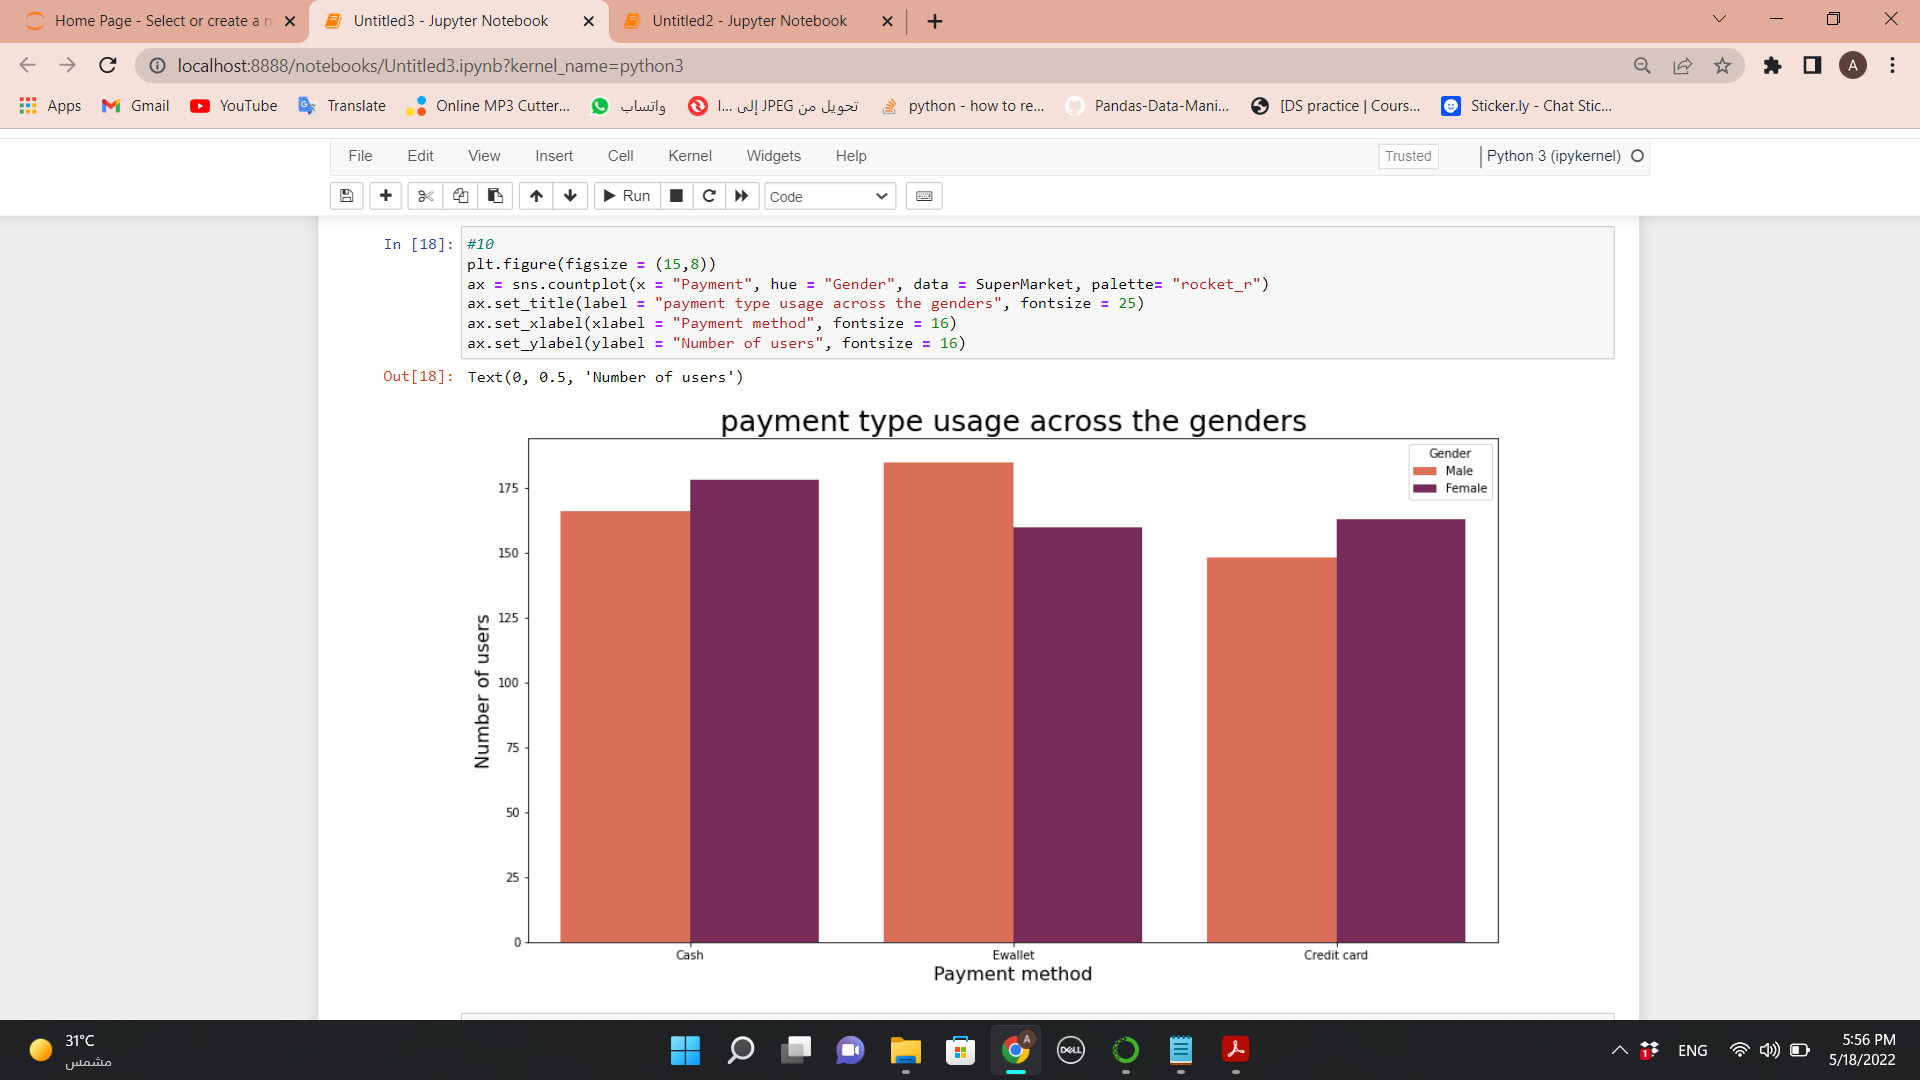 Home Page - Select or create a n
Untitled3 - Jupyter Notebook
Untitled2 - Jupyter Notebook
localhost:8888/notebooks/Untitled3.ipynb?kernel_name=python3
A
Apps
Gmail
YouTube
Translate
Online MP3 Cutter...
واتساب
تحويل من JPEG إلى I...
python - how to re...
Pandas-Data-Mani...
[DS practice | Cours...
Sticker.ly - Chat Stic...
File Edit View Insert Cell Kernel Widgets Help
Trusted
Python 3 (ipykernel)
Run
Code
In [18]:
#10
plt.figure(figsize = (15,8))
ax = sns.countplot(x = "Payment", hue = "Gender", data = SuperMarket, palette= "rocket_r")
ax.set_title(label = "payment type usage across the genders", fontsize = 25)
ax.set_xlabel(xlabel = "Payment method", fontsize = 16)
ax.set_ylabel(ylabel = "Number of users", fontsize = 16)
Out[18]: Text(0, 0.5, 'Number of users')
payment type usage across the genders
Gender
Male
Female
175
150
125
100
75
50
25
0
Number of users
Cash Ewallet Credit card
Payment method
31°C
مشمس
A
DELL
1
ENG
5:56 PM
5/18/2022